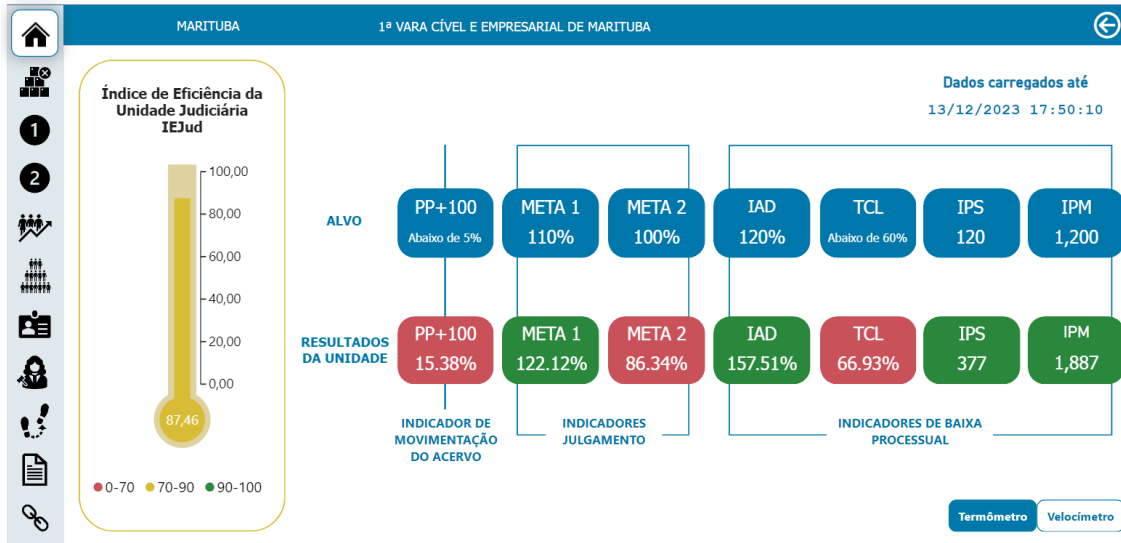 MARITUBA
1ª VARA CÍVEL E EMPRESARIAL DE MARITUBA
1
2
Índice de Eficiência da
Unidade Judiciária
IEJud
100,00
80,00
60,00
40,00
20,00
0,00
87,46
0-70 70-90 90-100
Dados carregados até
13/12/2023 17:50:10
ALVO
PP+100
Abaixo de 5%
META 1
110%
META 2
100%
IAD
120%
TCL
Abaixo de 60%
IPS
120
IPM
1,200
RESULTADOS
DA UNIDADE
PP+100
15.38%
META 1
122.12%
META 2
86.34%
IAD
157.51%
TCL
66.93%
IPS
377
IPM
1,887
INDICADOR DE
MOVIMENTAÇÃO
DO ACERVO
INDICADORES
JULGAMENTO
INDICADORES DE BAIXA
PROCESSUAL
Termômetro
Velocímetro